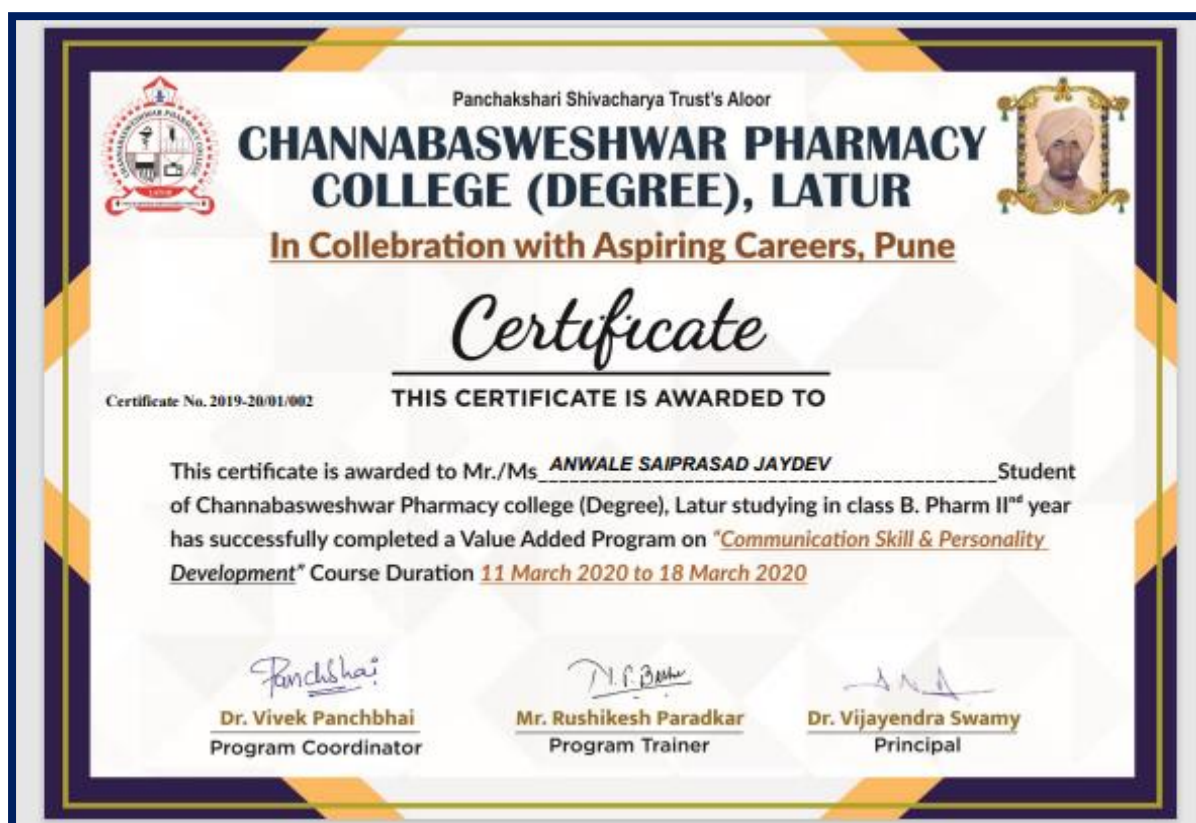 Panchakshari Shivacharya Trust's Aloor
CHANNABASWESHWAR PHARMACY
COLLEGE (DEGREE), LATUR
In Collebration with Aspiring Careers, Pune
Certificate
Certificate No. 2019-20/01/002
THIS CERTIFICATE IS AWARDED TO
This certificate is awarded to Mr./Ms ANWALE SAIPRASAD JAYDEV Student
of Channabasweshwar Pharmacy college (Degree), Latur studying in class B. Pharm IInd year
has successfully completed a Value Added Program on "Communication Skill & Personality
Development" Course Duration 11 March 2020 to 18 March 2020
Panchbhai
Dr. Vivek Panchbhai
Program Coordinator
Mr. Rushikesh Paradkar
Program Trainer
Dr. Vijayendra Swamy
Principal
CHANNABASWESHWAR PHARMACY COLLEGE
LATUR